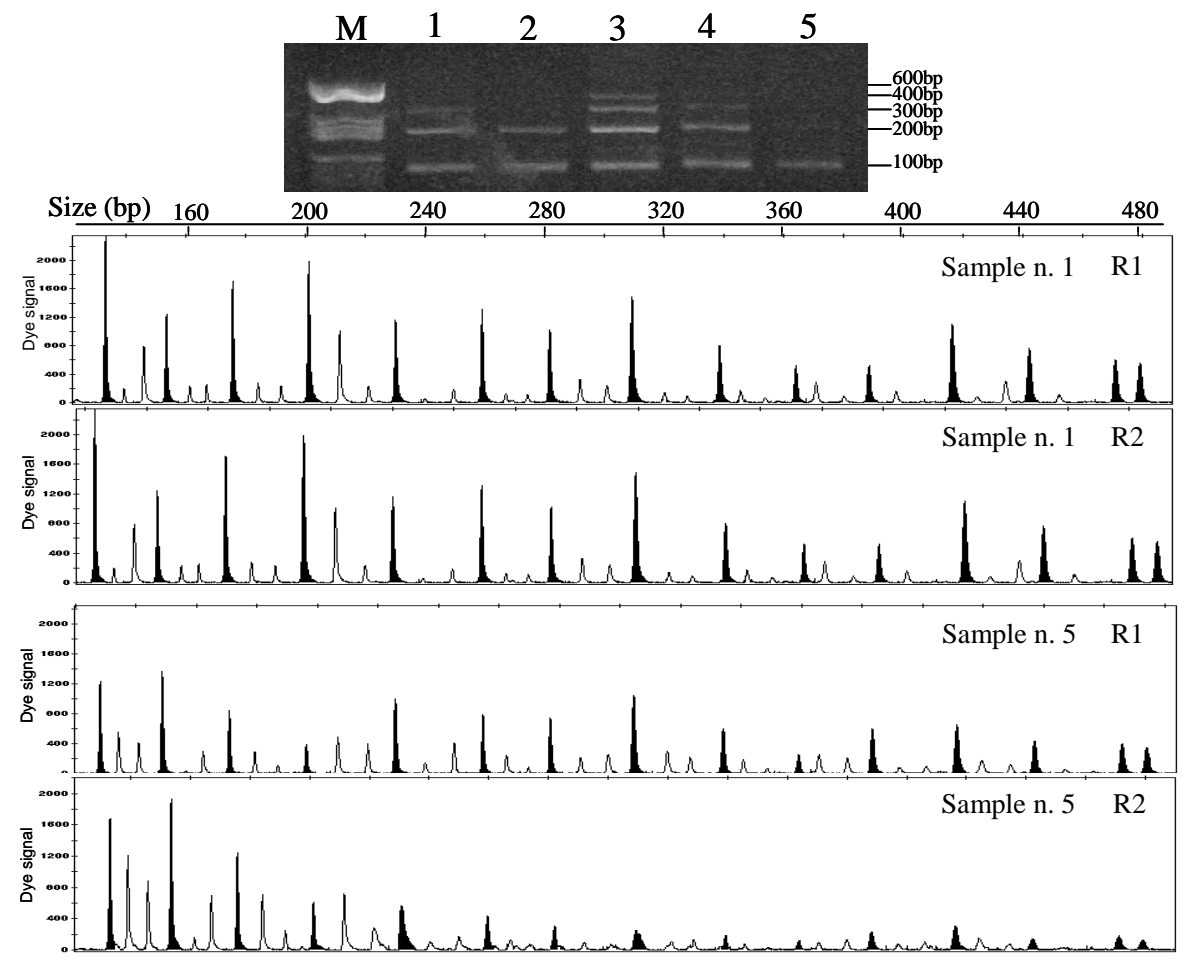 M 1 2 3 4 5
600bp
400bp
300bp
200bp
100bp
Size (bp) 160 200 240 280 320 360 400 440 480
Sample n. 1 R1
Dye signal
2000
1600
1200
800
400
0
Sample n. 1 R2
Dye signal
2000
1600
1200
800
400
0
Sample n. 5 R1
Dye signal
2000
1600
1200
800
400
0
Sample n. 5 R2
Dye signal
2000
1600
1200
800
400
0